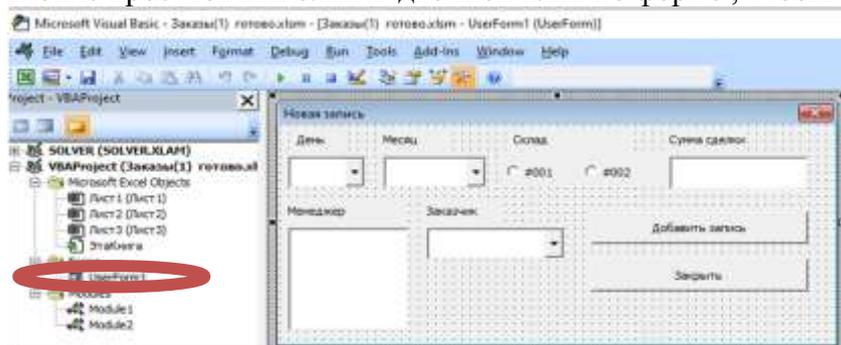 Microsoft Visual Basic - Заказы(1) готово.xlsm - [Заказы(1) готово.xlsm - UserForm1 (UserForm)]
File Edit View Insert Format Debug Run Tools Add-Ins Window Help
Project - VBAProject
SOLVER (SOLVER.XLAM)
VBAProject (Заказы(1) готово.xl
Microsoft Excel Objects
Лист1 (Лист1)
Лист2 (Лист2)
Лист3 (Лист3)
ЭтаКнига
UserForm1
Modules
Module1
Module2
Новая запись
День Месяц Склад Сумма сделки
#001 #002
Менеджер Заказчик
Добавить запись
Закрыть